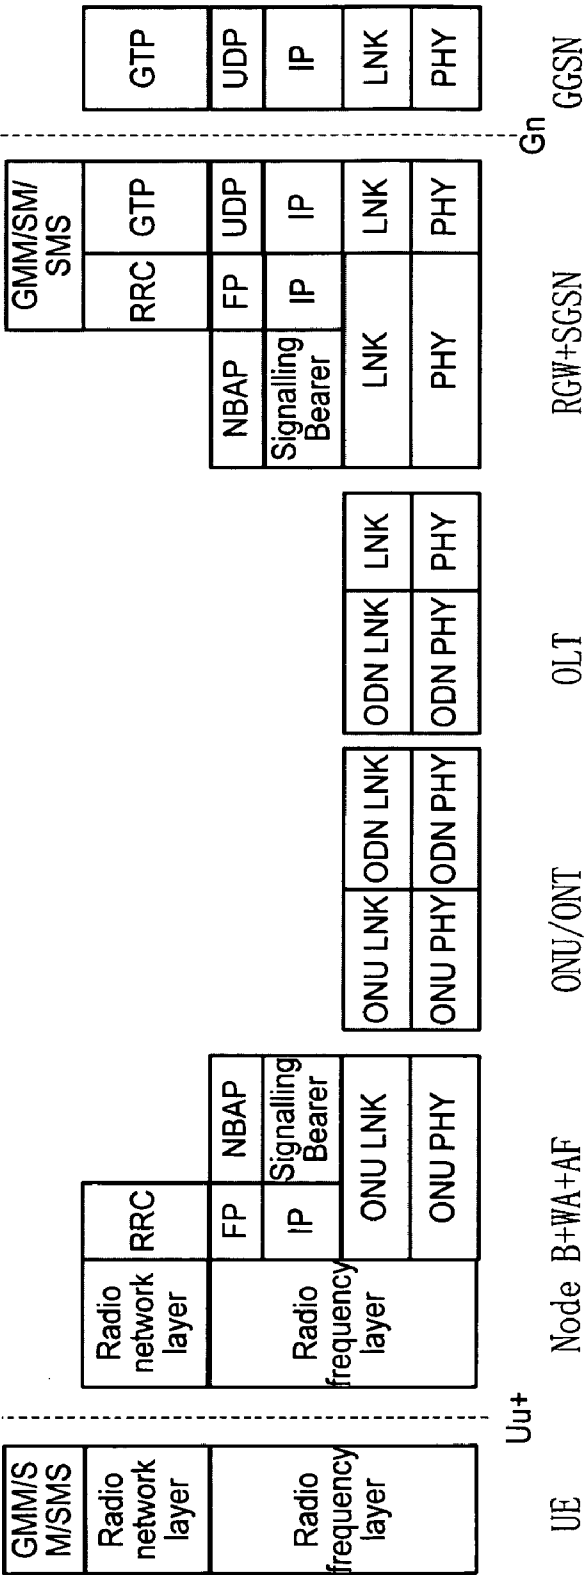 GMM/S
M/SMS
Radio
network
layer
Radio
frequency
layer
UE
Uu+
Radio
network
layer
RRC
Radio
frequency
layer
FP
NBAP
IP
Signalling
Bearer
ONU LNK
ONU PHY
Node B+WA+AF
ONU LNK
ODN LNK
ONU PHY
ODN PHY
ONU/ONT
ODN LNK
LNK
ODN PHY
PHY
OLT
GMM/SM/
SMS
RRC
GTP
NBAP
FP
UDP
Signalling
Bearer
IP
IP
LNK
LNK
PHY
PHY
RGW+SGSN
Gn
GTP
UDP
IP
LNK
PHY
GGSN